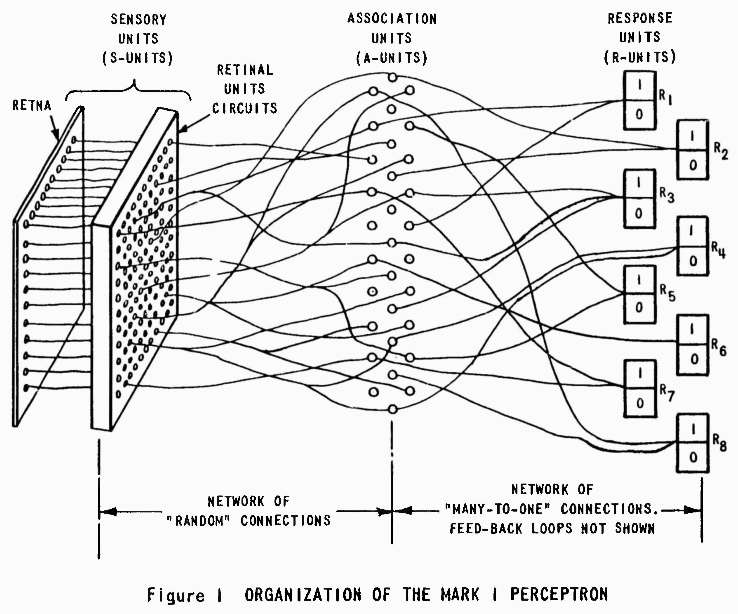 SENSORY
UNITS
(S-UNITS)
ASSOCIATION
UNITS
(A-UNITS)
RESPONSE
UNITS
(R-UNITS)
RETINAL
UNITS
CIRCUITS
RETNA
1
0
R1
1
0
R2
1
0
R3
1
0
R4
1
0
R5
1
0
R6
1
0
R7
1
0
R8
NETWORK OF
"RANDOM" CONNECTIONS
NETWORK OF
"MANY-TO-ONE" CONNECTIONS.
FEED-BACK LOOPS NOT SHOWN
Figure 1 ORGANIZATION OF THE MARK 1 PERCEPTRON